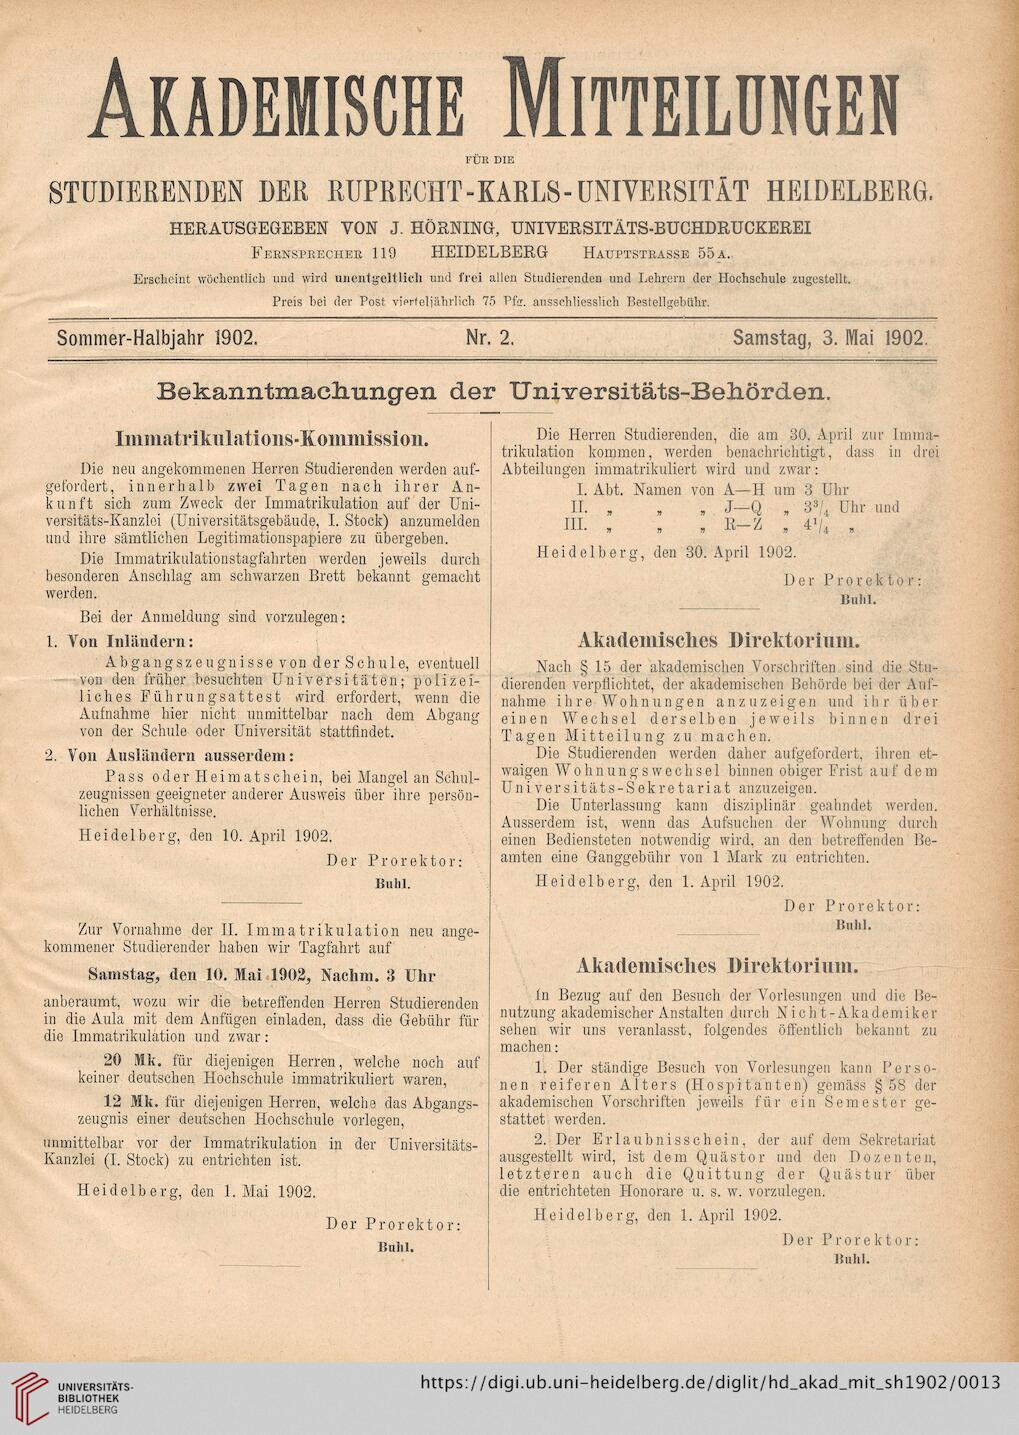 AKADEMISCHE MITTEILUNGEN
FÜR DIE
STUDIERENDEN DER RUPRECHT-KARLS-UNIVERSITÄT HEIDELBERG.
HERAUSGEGEBEN VON J. HÖRNING, UNIVERSITÄTS-BUCHDRUCKEREI
FERNSPRECHER 119 HEIDELBERG HAUPTSTRASSE 55 A.
Erscheint wöchentlich und wird unentgeltlich und frei allen Studierenden und Lehrern der Hochschule zugestellt.
Preis bei der Post vierteljährlich 75 Pfg. ausschliesslich Bestellgebühr.
Sommer-Halbjahr 1902. Nr. 2. Samstag, 3. Mai 1902.
Bekanntmachungen der Universitäts-Behörden.
Immatrikulations-Kommission.
Die neu angekommenen Herren Studierenden werden auf-
gefordert, innerhalb zwei Tagen nach ihrer An-
kunft sich zum Zweck der Immatrikulation auf der Uni-
versitäts-Kanzlei (Universitätsgebäude, I. Stock) anzumelden
und ihre sämtlichen Legitimationspapiere zu übergeben.
Die Immatrikulationstagfahrten werden jeweils durch
besonderen Anschlag am schwarzen Brett bekannt gemacht
werden.
Bei der Anmeldung sind vorzulegen:
1. Von Inländern:
Abgangszeugnisse von der Schule, eventuell
von den früher besuchten Universitäten; polizei-
liches Führungsattest wird erfordert, wenn die
Aufnahme hier nicht unmittelbar nach dem Abgang
von der Schule oder Universität stattfindet.
2. Von Ausländern ausserdem:
Pass oder Heimatschein, bei Mangel an Schul-
zeugnissen geeigneter anderer Ausweis über ihre persön-
lichen Verhältnisse.
Heidelberg, den 10. April 1902.
Der Prorektor:
Buhl.
Zur Vornahme der II. Immatrikulation neu ange-
kommener Studierender haben wir Tagfahrt auf
Samstag, den 10. Mai 1902, Nachm. 3 Uhr
anberaumt, wozu wir die betreffenden Herren Studierenden
in die Aula mit dem Anfügen einladen, dass die Gebühr für
die Immatrikulation und zwar:
20 Mk. für diejenigen Herren, welche noch auf
keiner deutschen Hochschule immatrikuliert waren,
12 Mk. für diejenigen Herren, welche das Abgangs-
zeugnis einer deutschen Hochschule vorlegen,
unmittelbar vor der Immatrikulation in der Universitäts-
Kanzlei (I. Stock) zu entrichten ist.
Heidelberg, den 1. Mai 1902.
Der Prorektor:
Buhl.
Die Herren Studierenden, die am 30. April zur Imma-
trikulation kommen, werden benachrichtigt, dass in drei
Abteilungen immatrikuliert wird und zwar:
I. Abt. Namen von A—H um 3 Uhr
II. „ „ „ J—Q „ 3³/₄ Uhr und
III. „ „ „ R—Z „ 4¹/₄ „
Heidelberg, den 30. April 1902.
Der Prorektor:
Buhl.
Akademisches Direktorium.
Nach § 15 der akademischen Vorschriften sind die Stu-
dierenden verpflichtet, der akademischen Behörde bei der Auf-
nahme ihre Wohnungen anzuzeigen und ihr über
einen Wechsel derselben jeweils binnen drei
Tagen Mitteilung zu machen.
Die Studierenden werden daher aufgefordert, ihren et-
waigen Wohnungswechsel binnen obiger Frist auf dem
Universitäts-Sekretariat anzuzeigen.
Die Unterlassung kann disziplinär geahndet werden.
Ausserdem ist, wenn das Aufsuchen der Wohnung durch
einen Bediensteten notwendig wird, an den betreffenden Be-
amten eine Ganggebühr von 1 Mark zu entrichten.
Heidelberg, den 1. April 1902.
Der Prorektor:
Buhl.
Akademisches Direktorium.
In Bezug auf den Besuch der Vorlesungen und die Be-
nutzung akademischer Anstalten durch Nicht-Akademiker
sehen wir uns veranlasst, folgendes öffentlich bekannt zu
machen:
1. Der ständige Besuch von Vorlesungen kann Perso-
nen reiferen Alters (Hospitanten) gemäss § 58 der
akademischen Vorschriften jeweils für ein Semester ge-
stattet werden.
2. Der Erlaubnisschein, der auf dem Sekretariat
ausgestellt wird, ist dem Quästor und den Dozenten,
letzteren auch die Quittung der Quästur über
die entrichteten Honorare u. s. w. vorzulegen.
Heidelberg, den 1. April 1902.
Der Prorektor:
Buhl.
UNIVERSITÄTS-
BIBLIOTHEK
HEIDELBERG
https://digi.ub.uni-heidelberg.de/diglit/hd_akad_mit_sh1902/0013